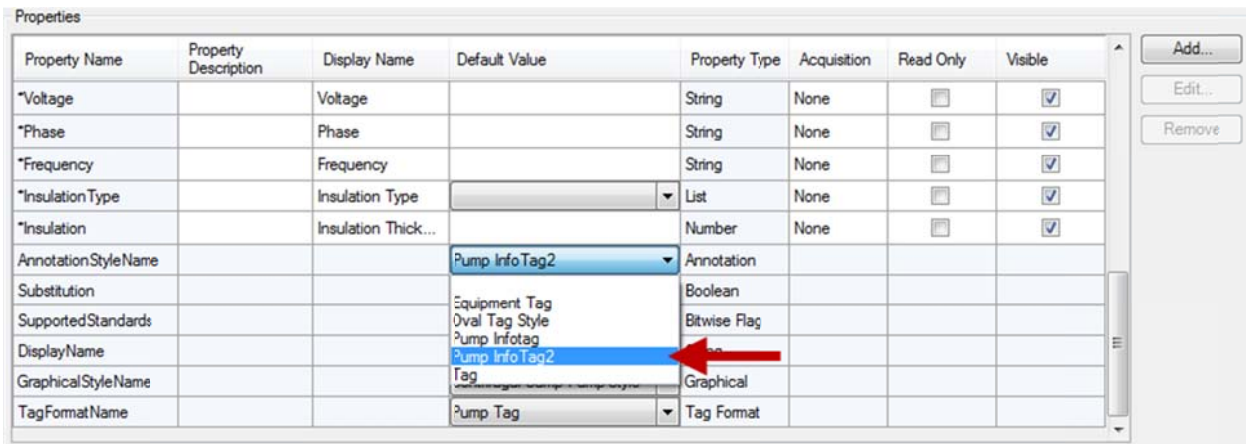 Properties
Property Name Property Description Display Name Default Value Property Type Acquisition Read Only Visible Add...
*Voltage Voltage String None Edit...
*Phase Phase String None Remove
*Frequency Frequency String None
*InsulationType Insulation Type List None
*Insulation Insulation Thick... Number None
AnnotationStyleName Pump InfoTag2 Annotation
Substitution Boolean
Equipment Tag
SupportedStandards Oval Tag Style Bitwise Flag
Pump Infotag
DisplayName Pump InfoTag2
Tag
GraphicalStyleName Graphical
TagFormatName Pump Tag Tag Format